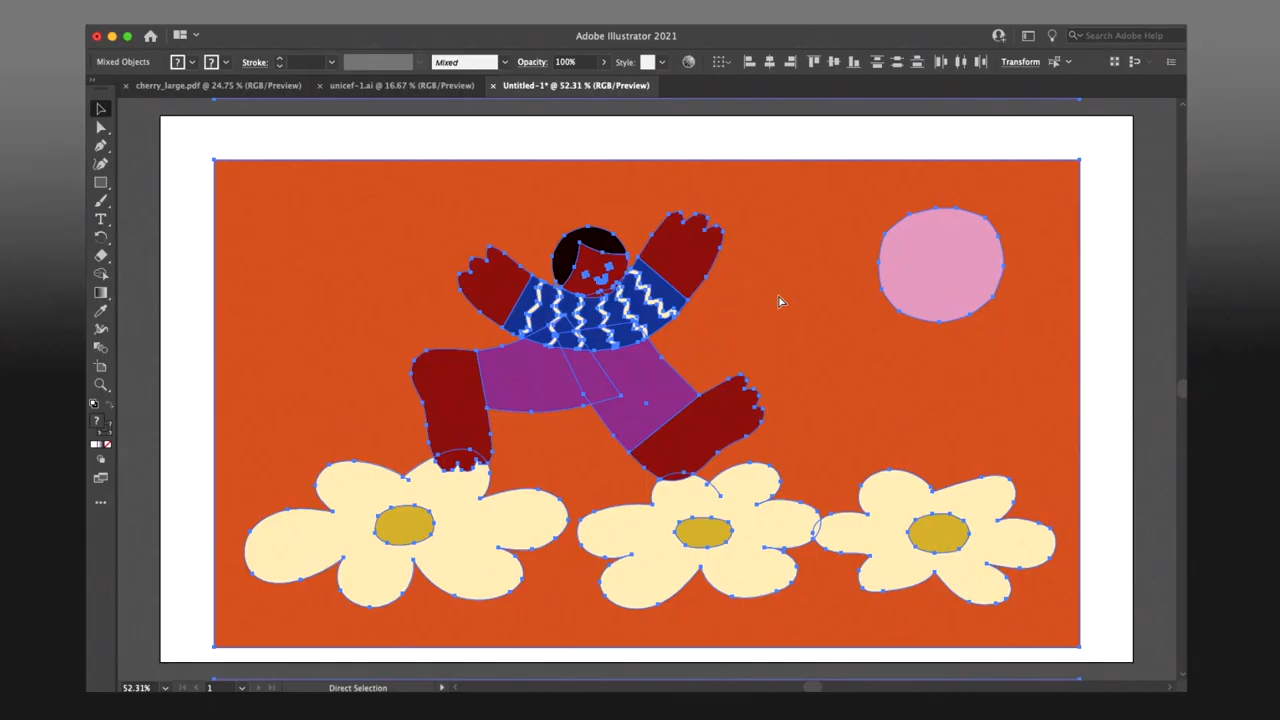 Adobe Illustrator 2021
Search Adobe Help
Mixed Objects ? ? Stroke: Mixed Opacity: 100% Style: Transform
cherry_large.pdf @ 24.75 % (RGB/Preview) unicef-1.ai @ 16.67 % (RGB/Preview) Untitled-1* @ 52.31 % (RGB/Preview)
T
?
52.31% 1 Direct Selection